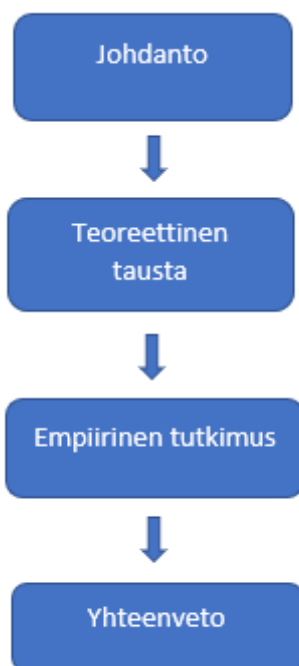 Johdanto
Teoreettinen
tausta
Empiirinen tutkimus
Yhteenveto